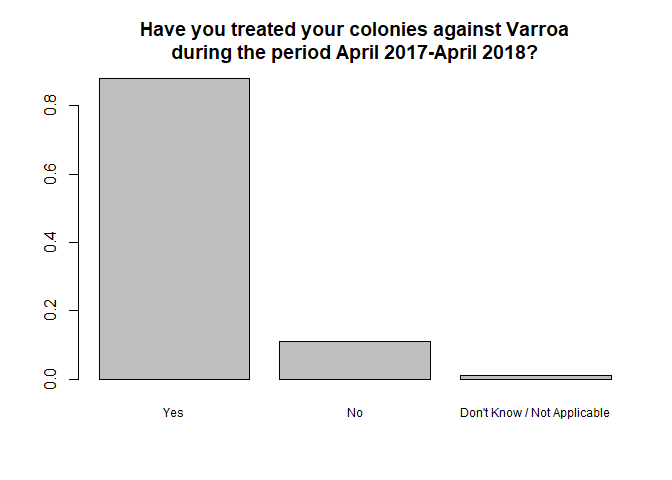 Have you treated your colonies against Varroa
during the period April 2017-April 2018?
0.8
0.6
0.4
0.2
0.0
Yes
No
Don't Know / Not Applicable